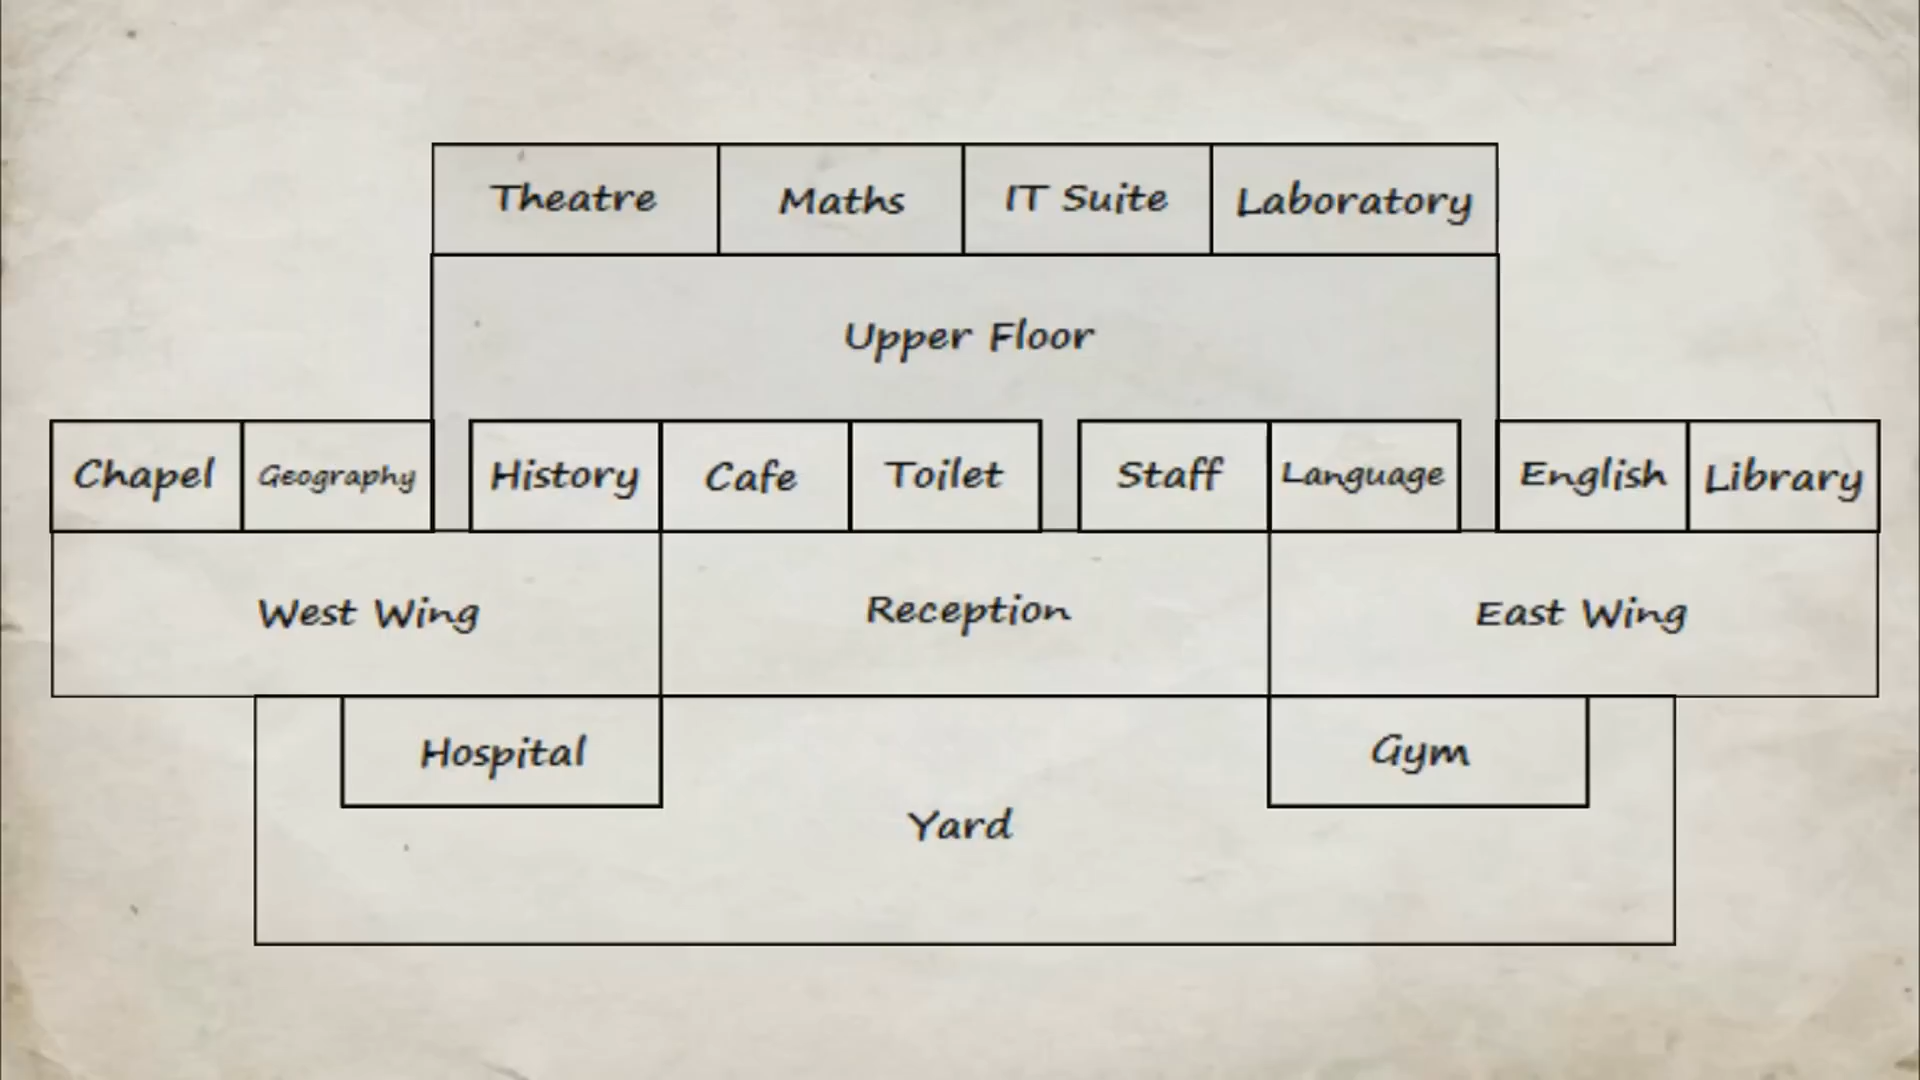 Theatre
Maths
IT Suite
Laboratory
Upper Floor
Chapel
Geography
History
Cafe
Toilet
Staff
Language
English
Library
West Wing
Reception
East Wing
Hospital
Gym
Yard